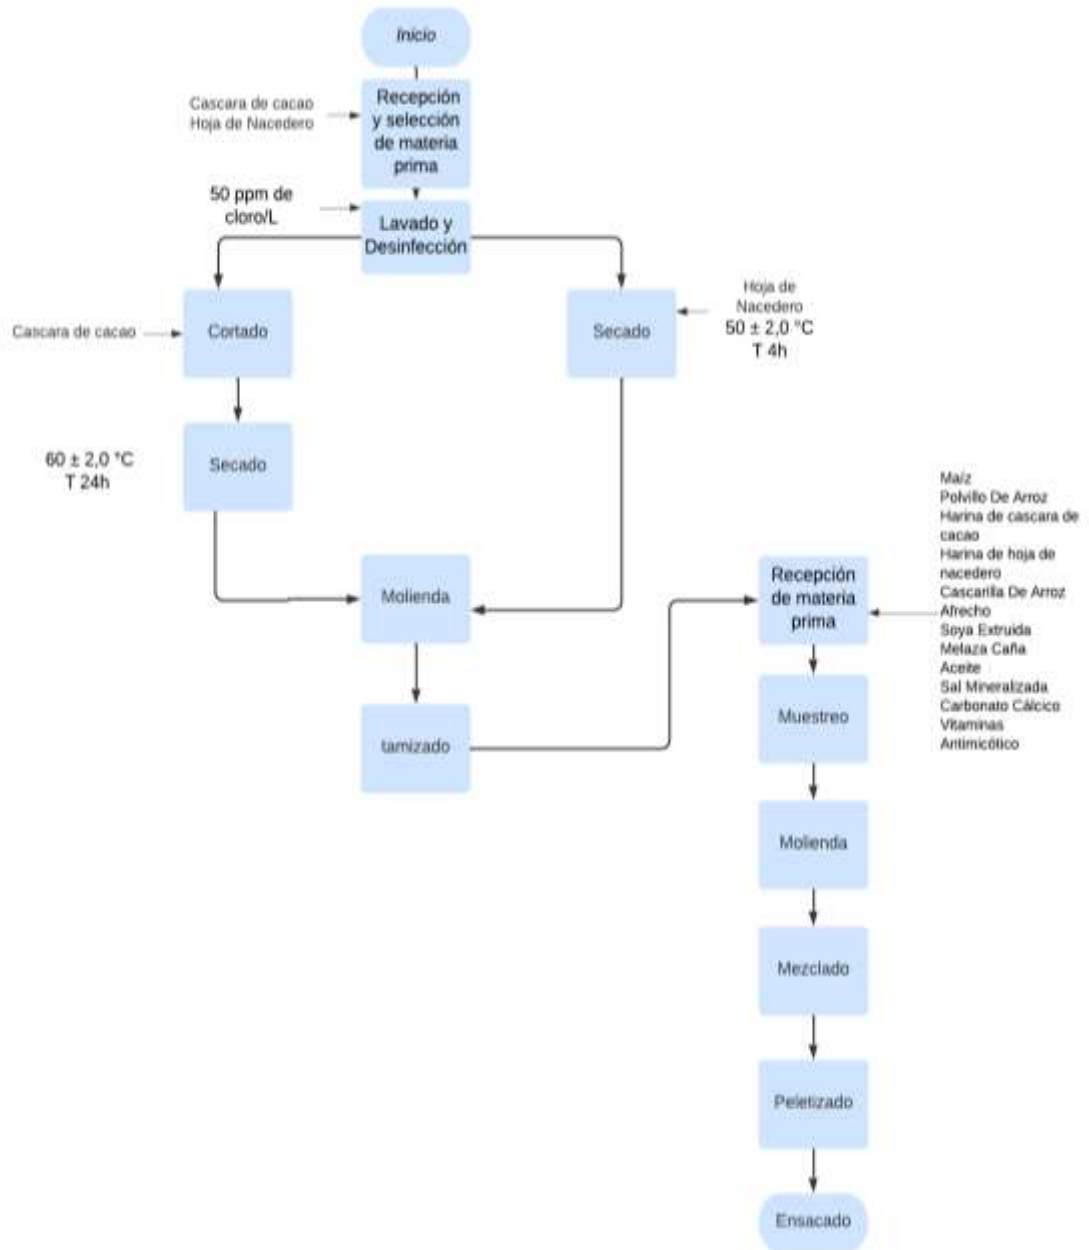 Inicio
Cascara de cacao
Hoja de Nacedero
Recepción
y selección
de materia
prima
50 ppm de
cloro/L
Lavado y
Desinfección
Cascara de cacao
Cortado
Secado
Hoja de
Nacedero
50 ± 2,0 °C
T 4h
60 ± 2,0 °C
T 24h
Secado
Molienda
tamizado
Recepción
de materia
prima
Maíz
Polvillo De Arroz
Harina de cascara de
cacao
Harina de hoja de
nacedero
Cascarilla De Arroz
Afrecho
Soya Extruida
Melaza Caña
Aceite
Sal Mineralizada
Carbonato Cálcico
Vitaminas
Antimicótico
Muestreo
Molienda
Mezclado
Peletizado
Ensacado